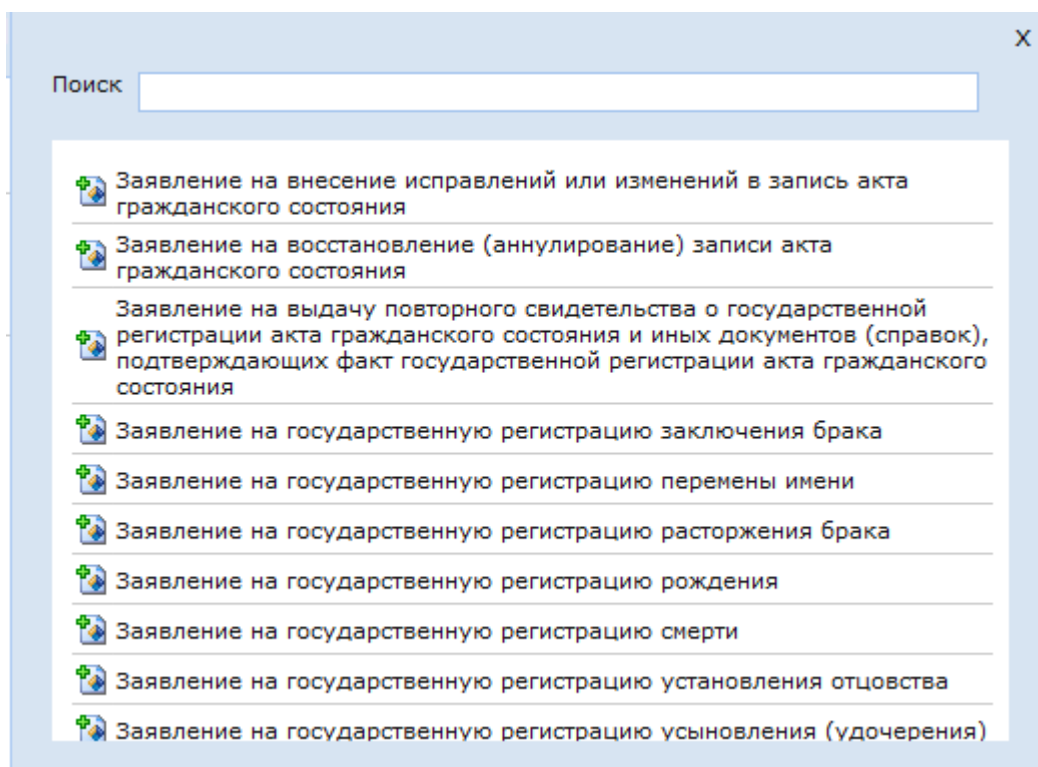 X
Поиск
Заявление на внесение исправлений или изменений в запись акта
гражданского состояния
Заявление на восстановление (аннулирование) записи акта
гражданского состояния
Заявление на выдачу повторного свидетельства о государственной
регистрации акта гражданского состояния и иных документов (справок),
подтверждающих факт государственной регистрации акта гражданского
состояния
Заявление на государственную регистрацию заключения брака
Заявление на государственную регистрацию перемены имени
Заявление на государственную регистрацию расторжения брака
Заявление на государственную регистрацию рождения
Заявление на государственную регистрацию смерти
Заявление на государственную регистрацию установления отцовства
Заявление на государственную регистрацию усыновления (удочерения)